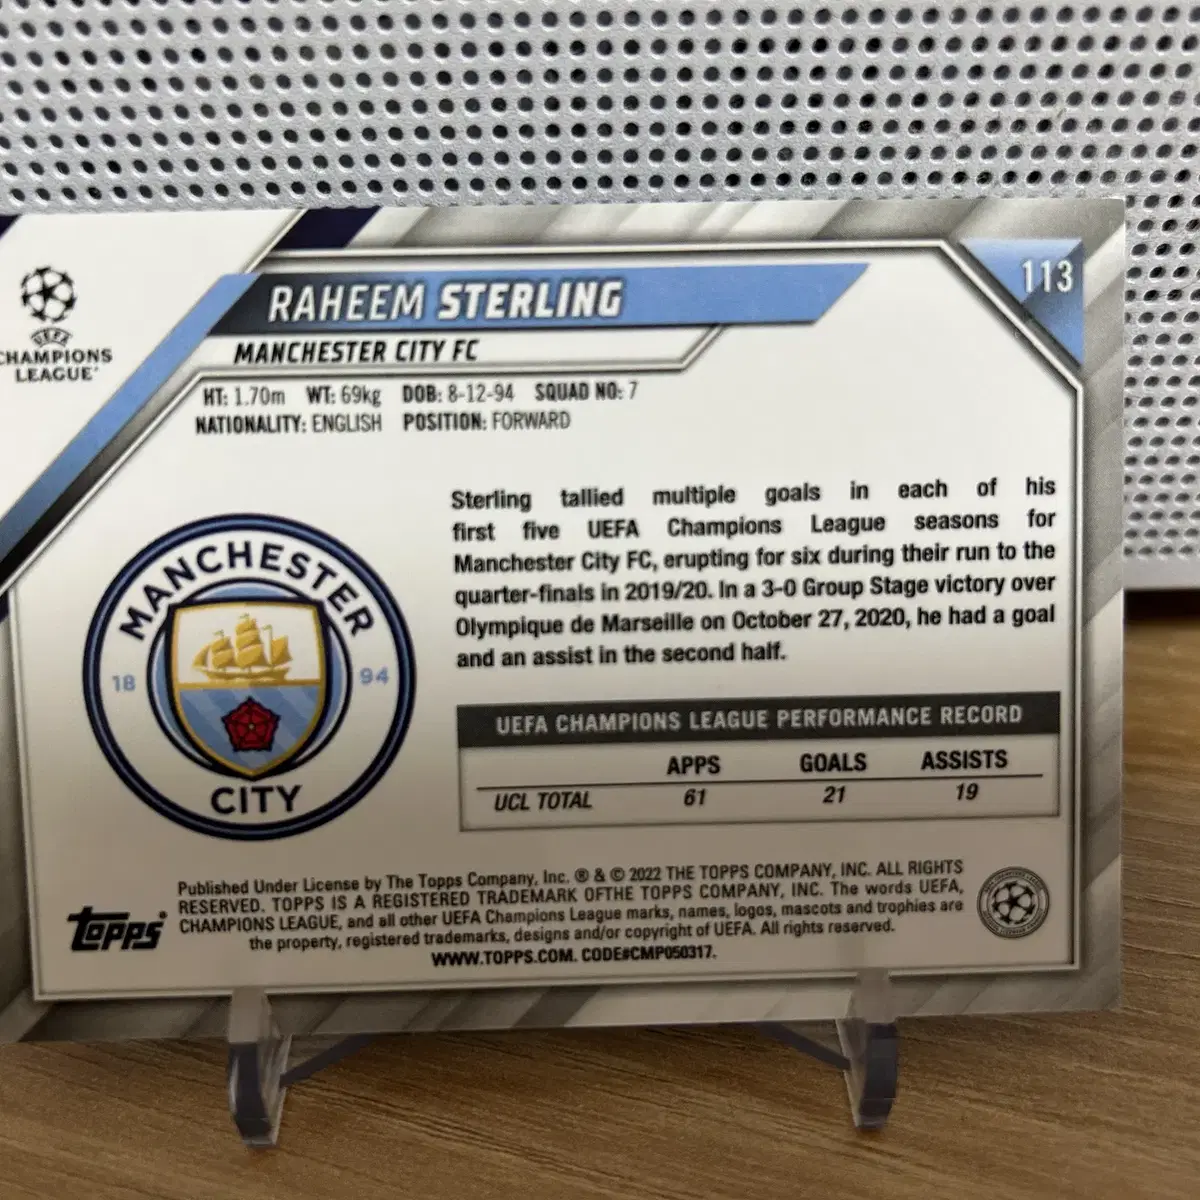 113
UEFA
CHAMPIONS
LEAGUE
RAHEEM STERLING
MANCHESTER CITY FC
HT: 1.70m WT: 69kg DOB: 8-12-94 SQUAD NO: 7
NATIONALITY: ENGLISH POSITION: FORWARD
Sterling tallied multiple goals in each of his
first five UEFA Champions League seasons for
Manchester City FC, erupting for six during their run to the
quarter-finals in 2019/20. In a 3-0 Group Stage victory over
Olympique de Marseille on October 27, 2020, he had a goal
and an assist in the second half.
MANCHESTER
18 94
CITY
UEFA CHAMPIONS LEAGUE PERFORMANCE RECORD
APPS GOALS ASSISTS
UCL TOTAL 61 21 19
Published Under License by The Topps Company, Inc. ® & © 2022 THE TOPPS COMPANY, INC. ALL RIGHTS
RESERVED. TOPPS IS A REGISTERED TRADEMARK OFTHE TOPPS COMPANY, INC. The words UEFA,
CHAMPIONS LEAGUE, and all other UEFA Champions League marks, names, logos, mascots and trophies are
the property, registered trademarks, designs and/or copyright of UEFA. All rights reserved.
WWW.TOPPS.COM. CODE#CMP050317.
topps®